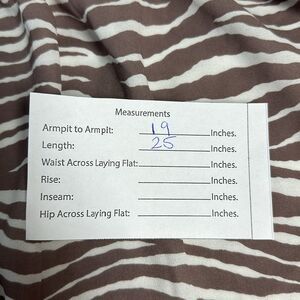 Measurements
Armpit to Armpit: 19 Inches.
Length: 25 Inches.
Waist Across Laying Flat: Inches.
Rise: Inches.
Inseam: Inches.
Hip Across Laying Flat: Inches.